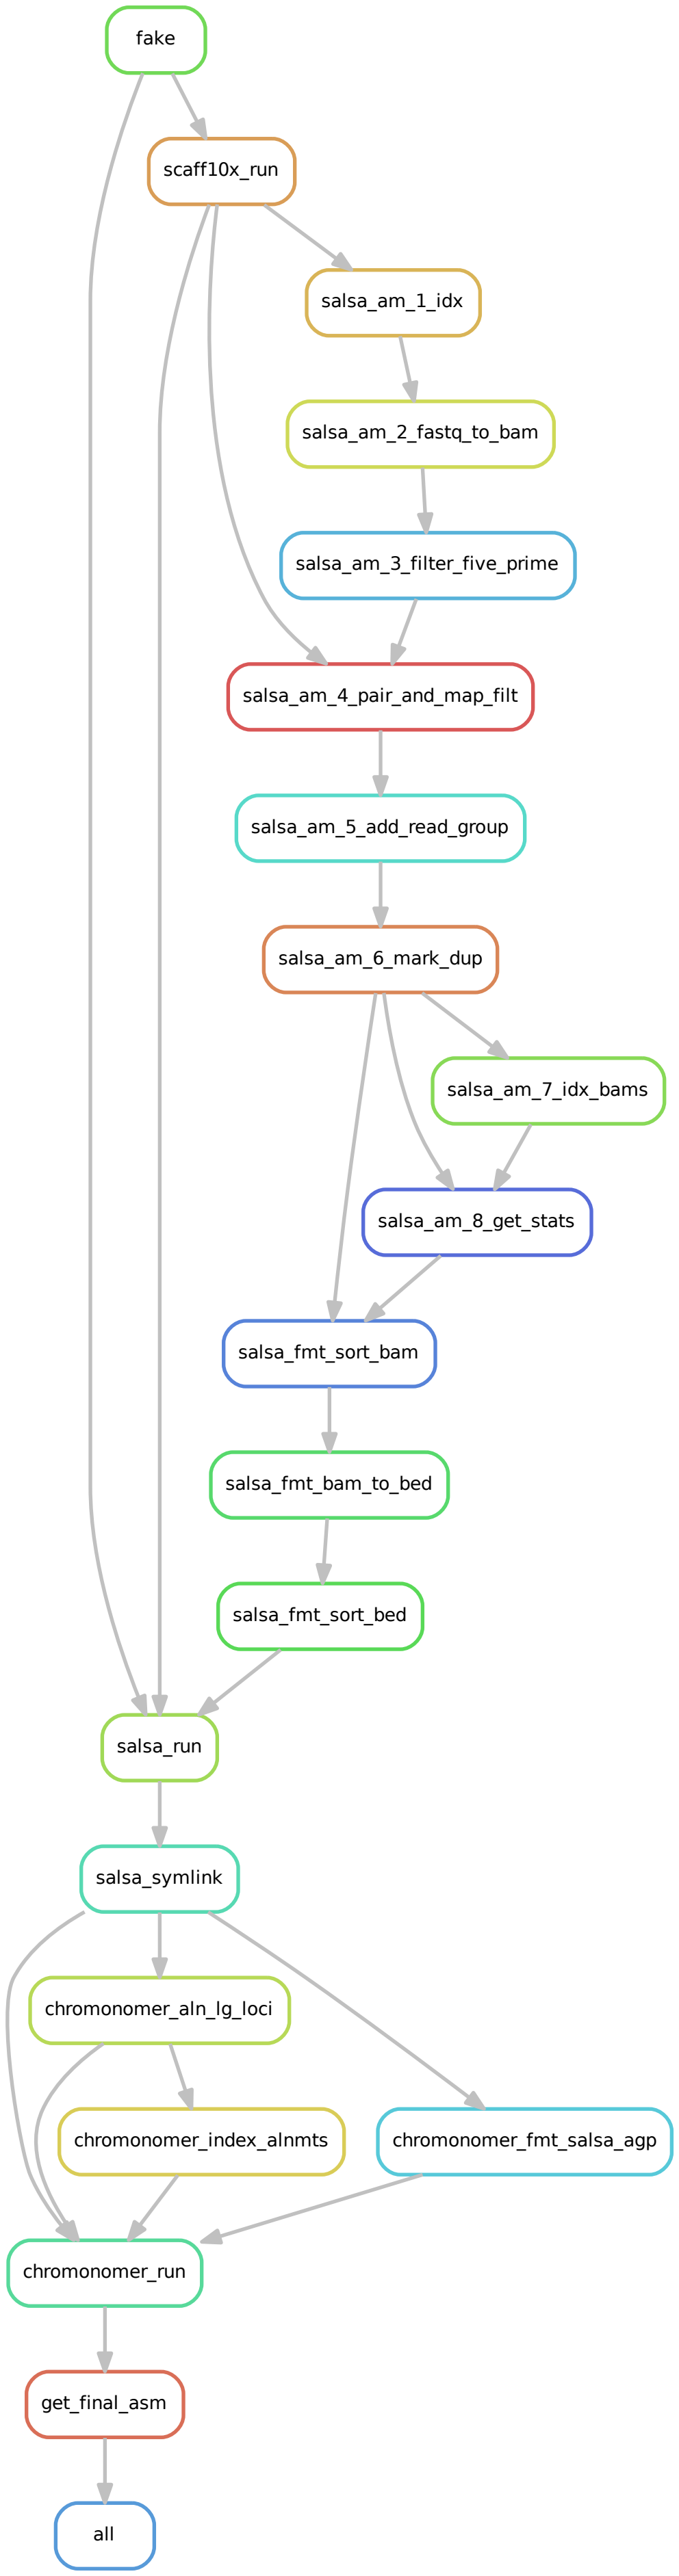 fake
scaff10x_run
salsa_am_1_idx
salsa_am_2_fastq_to_bam
salsa_am_3_filter_five_prime
salsa_am_4_pair_and_map_filt
salsa_am_5_add_read_group
salsa_am_6_mark_dup
salsa_am_7_idx_bams
salsa_am_8_get_stats
salsa_fmt_sort_bam
salsa_fmt_bam_to_bed
salsa_fmt_sort_bed
salsa_run
salsa_symlink
chromonomer_aln_lg_loci
chromonomer_index_alnmts
chromonomer_fmt_salsa_agp
chromonomer_run
get_final_asm
all